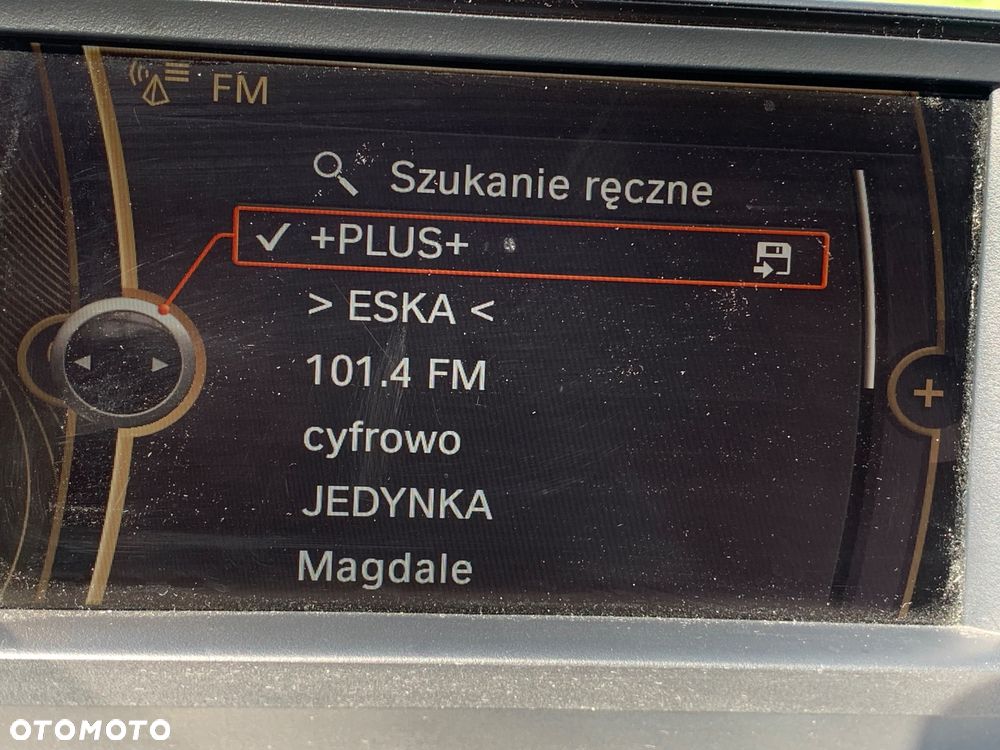 FM
Szukanie ręczne
+PLUS+
> ESKA <
101.4 FM
cyfrowo
JEDYNKA
Magdale
OTOMOTO